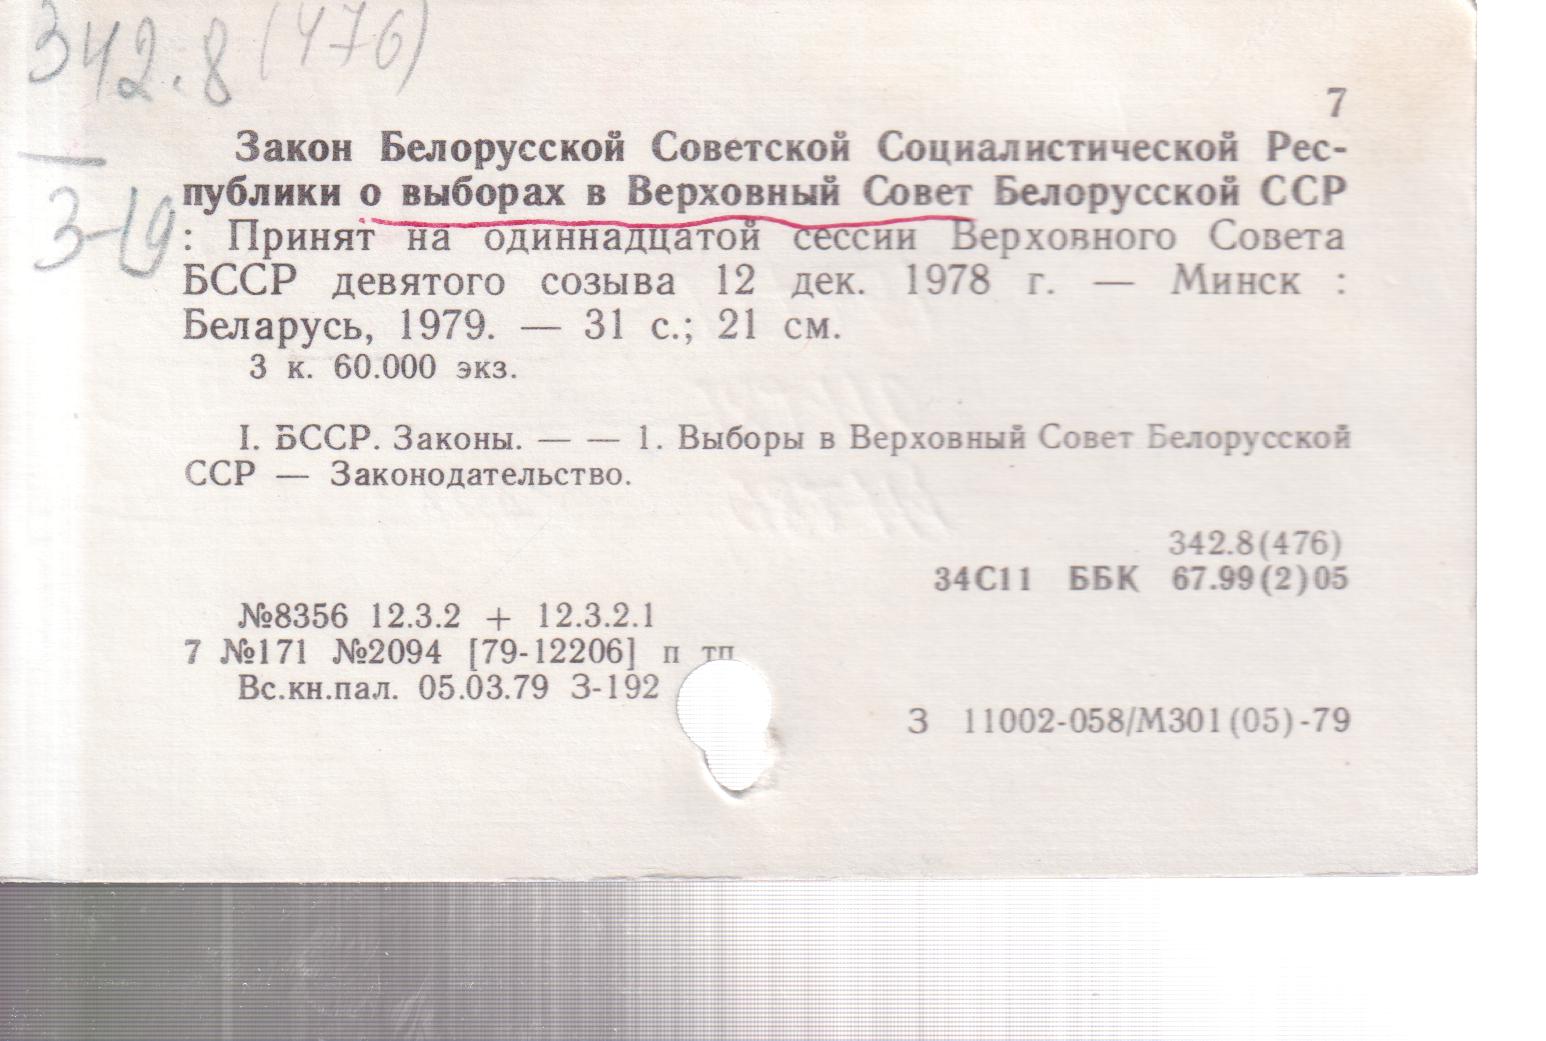 342.8(476)
7
Закон Белорусской Советской Социалистической Рес-
публики о выборах в Верховный Совет Белорусской ССР
З-19
: Принят на одиннадцатой сессии Верховного Совета
БССР девятого созыва 12 дек. 1978 г. — Минск :
Беларусь, 1979. — 31 с.; 21 см.
3 к. 60.000 экз.
I. БССР. Законы. — — 1. Выборы в Верховный Совет Белорусской
ССР — Законодательство.
342.8(476)
34С11 ББК 67.99(2)05
№8356 12.3.2 + 12.3.2.1
7 №171 №2094 [79-12206] п тп
Вс.кн.пал. 05.03.79 З-192
З 11002-058/М301(05)-79